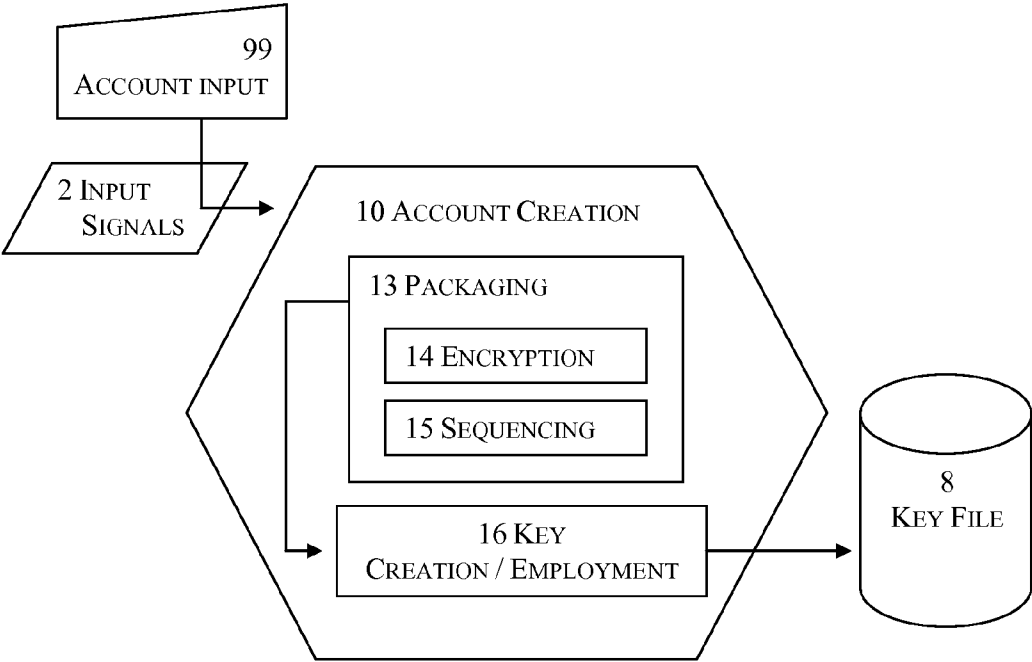 99
ACCOUNT INPUT
2 INPUT
SIGNALS
10 ACCOUNT CREATION
13 PACKAGING
14 ENCRYPTION
15 SEQUENCING
16 KEY
CREATION / EMPLOYMENT
8
KEY FILE